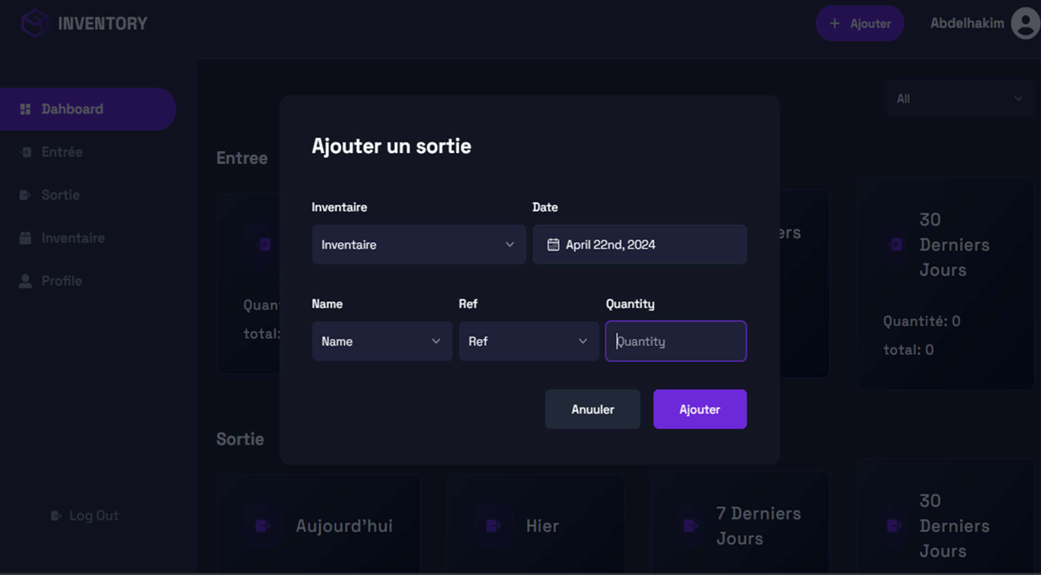 INVENTORY
+ Ajouter
Abdelhakim
Dahboard
Entrée
Sortie
Inventaire
Profile
Log Out
All
Entree
ers
30
Derniers
Jours
Quantité: 0
total: 0
Quan
total:
Ajouter un sortie
Inventaire
Date
Inventaire
April 22nd, 2024
Name
Ref
Quantity
Name
Ref
Quantity
Anuuler
Ajouter
Sortie
Aujourd'hui
Hier
7 Derniers
Jours
30
Derniers
Jours